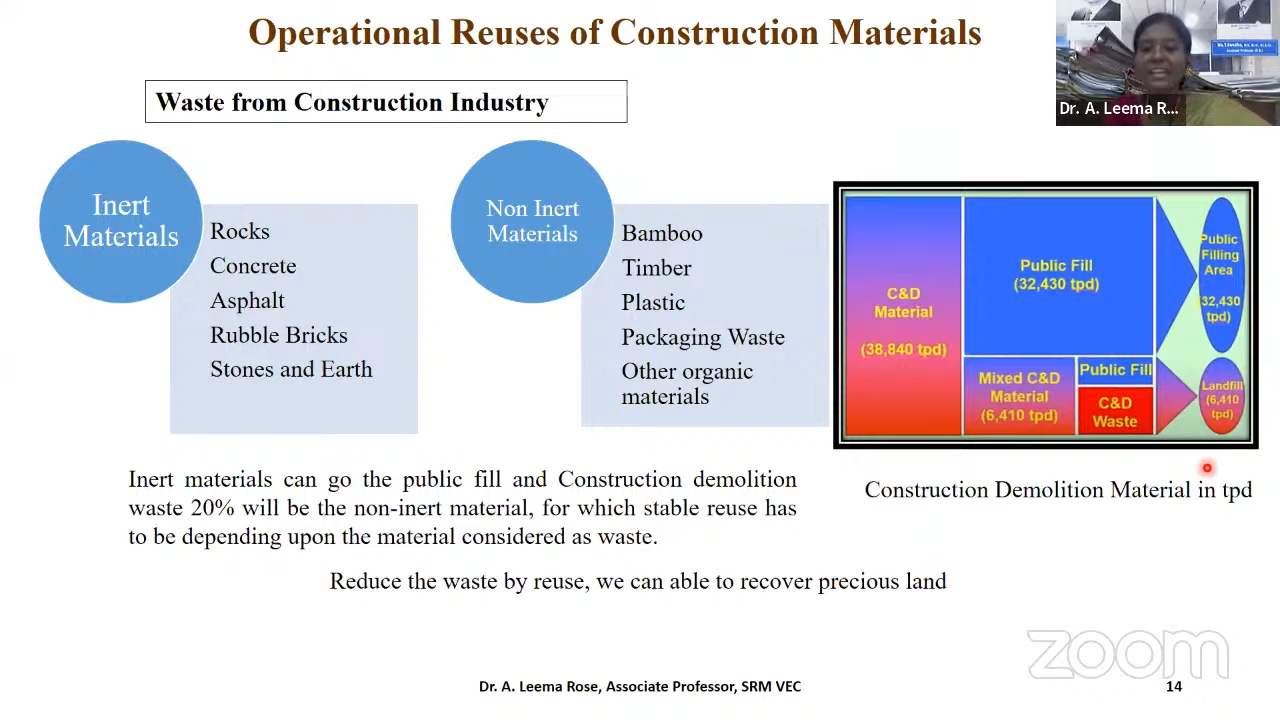 Operational Reuses of Construction Materials
Waste from Construction Industry
Inert
Materials
Rocks
Concrete
Asphalt
Rubble Bricks
Stones and Earth
Non Inert
Materials
Bamboo
Timber
Plastic
Packaging Waste
Other organic
materials
C&D
Material
(38,840 tpd)
Public Fill
(32,430 tpd)
Mixed C&D
Material
(6,410 tpd)
Public Fill
C&D
Waste
Public
Filling
Area
(32,430
tpd)
Landfill
(6,410
tpd)
Construction Demolition Material in tpd
Inert materials can go the public fill and Construction demolition
waste 20% will be the non-inert material, for which stable reuse has
to be depending upon the material considered as waste.
Reduce the waste by reuse, we can able to recover precious land
Dr. A. Leema Rose, Associate Professor, SRM VEC
14
Dr. A. Leema R...
zoom